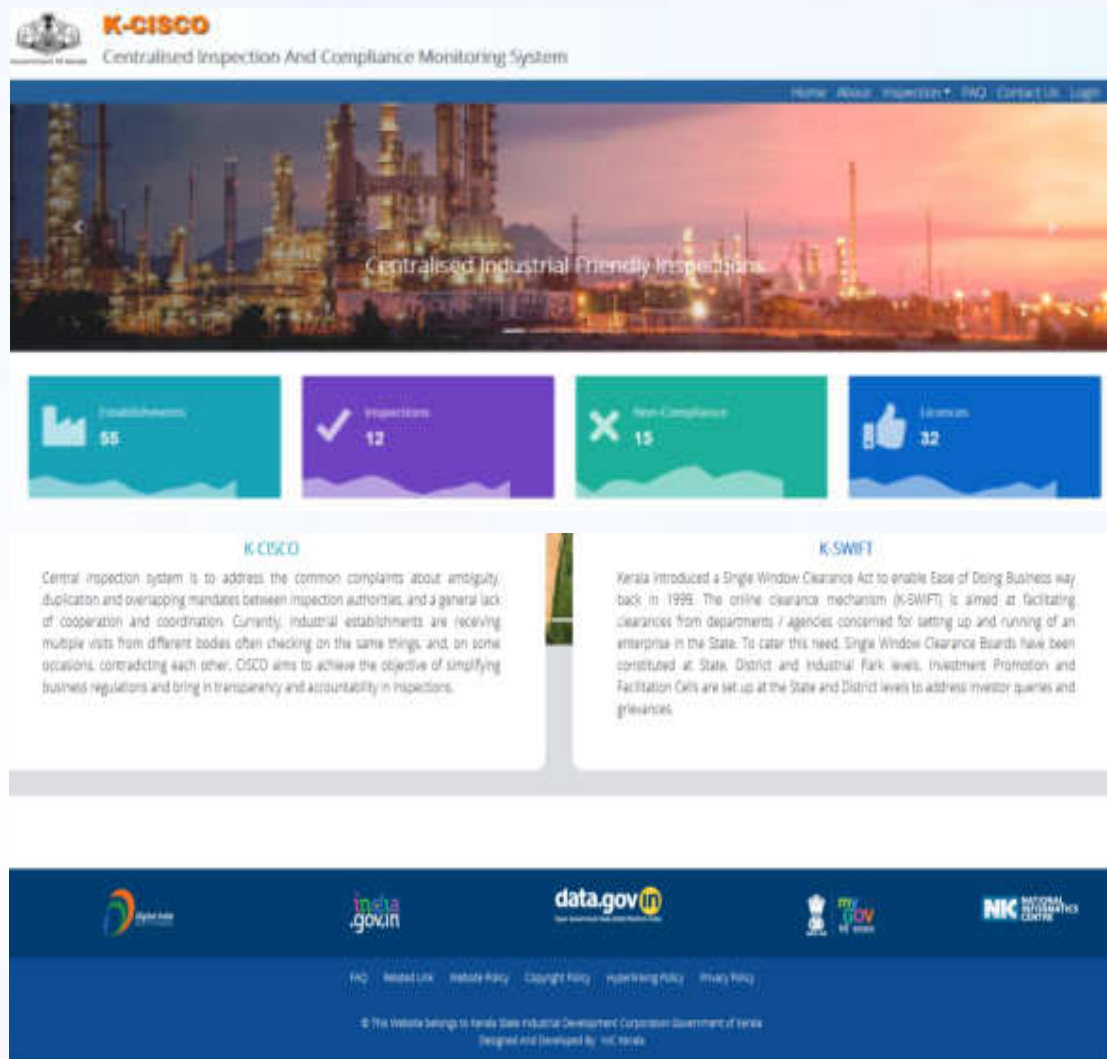 K-CISCO
Centralised Inspection And Compliance Monitoring System
Government of Kerala
Home About Inspection FAQ Contact Us Login
Centralised Industrial Friendly Inspections
Establishments
55
Inspections
12
Non-Compliance
15
Licences
32
K-CISCO
Central inspection system is to address the common complaints about ambiguity,
duplication and overlapping mandates between inspection authorities, and a general lack
of cooperation and coordination. Currently, industrial establishments are receiving
multiple visits from different bodies often checking on the same things, and, on some
occasions, contradicting each other, CISCO aims to achieve the objective of simplifying
business regulations and bring in transparency and accountability in inspections.
K-SWIFT
Kerala introduced a Single Window Clearance Act to enable Ease of Doing Business way
back in 1999. The online clearance mechanism (K-SWIFT) is aimed at facilitating
clearances from departments / agencies concerned for setting up and running of an
enterprise in the State. To cater this need, Single Window Clearance Boards have been
constituted at State, District and Industrial Park levels. Investment Promotion and
Facilitation Cells are set up at the State and District levels to address investor queries and
grievances.
Digital India
india
.gov.in
data.gov in
my
GOV
NIC NATIONAL
INFORMATICS
CENTRE
FAQ Related Link Website Policy Copyright Policy Hyperlinking Policy Privacy Policy
© This Website belongs to Kerala State Industrial Development Corporation Government of Kerala
Designed And Developed By NIC Kerala